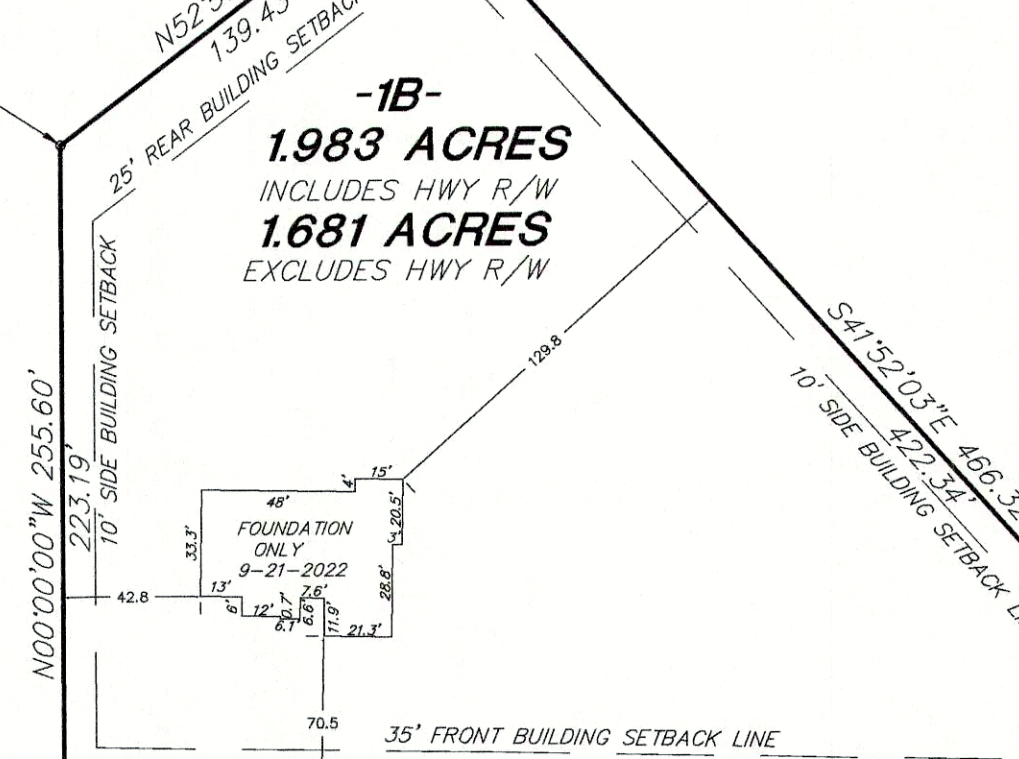 139.43
25' REAR BUILDING SETBACK
-1B-
1.983 ACRES
INCLUDES HWY R/W
1.681 ACRES
EXCLUDES HWY R/W
N00°00'00"W 255.60'
223.19'
10' SIDE BUILDING SETBACK
129.8
S41°52'03"E 466.32
422.34'
10' SIDE BUILDING SETBACK
15'
4'
48'
20.5'
3'
33.3'
FOUNDATION
ONLY
9-21-2022
28.8'
42.8
13'
6'
12'
0.7'
6.1'
7.6'
6.6'
11.9'
21.3'
70.5
35' FRONT BUILDING SETBACK LINE